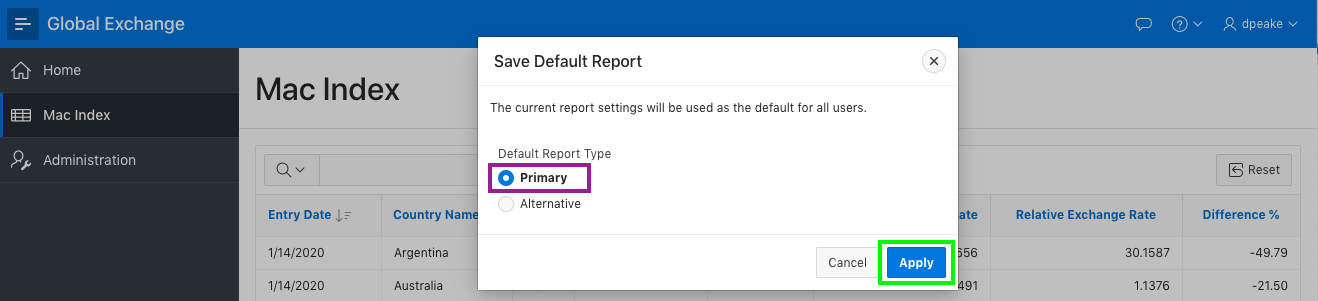 Global Exchange
dpeake
Home
Mac Index
Administration
Mac Index
Save Default Report
The current report settings will be used as the default for all users.
Default Report Type
Primary
Alternative
Cancel Apply
Reset
Entry Date Country Name ate Relative Exchange Rate Difference %
1/14/2020 Argentina 556 30.1587 -49.79
1/14/2020 Australia 491 1.1376 -21.50